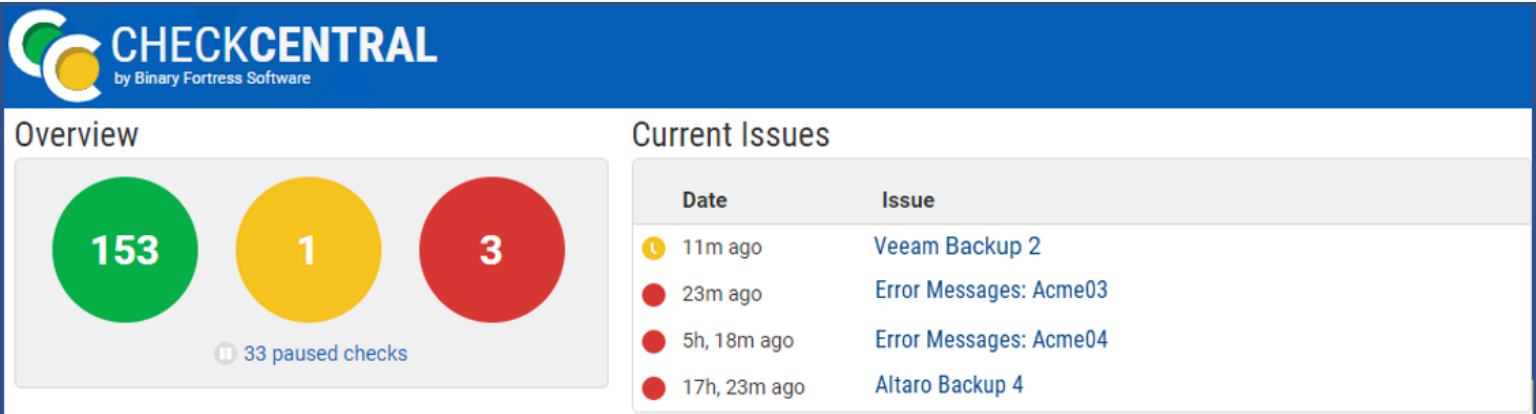 CHECKCENTRAL
by Binary Fortress Software
Overview
153 1 3
33 paused checks
Current Issues
Date Issue
11m ago Veeam Backup 2
23m ago Error Messages: Acme03
5h, 18m ago Error Messages: Acme04
17h, 23m ago Altaro Backup 4